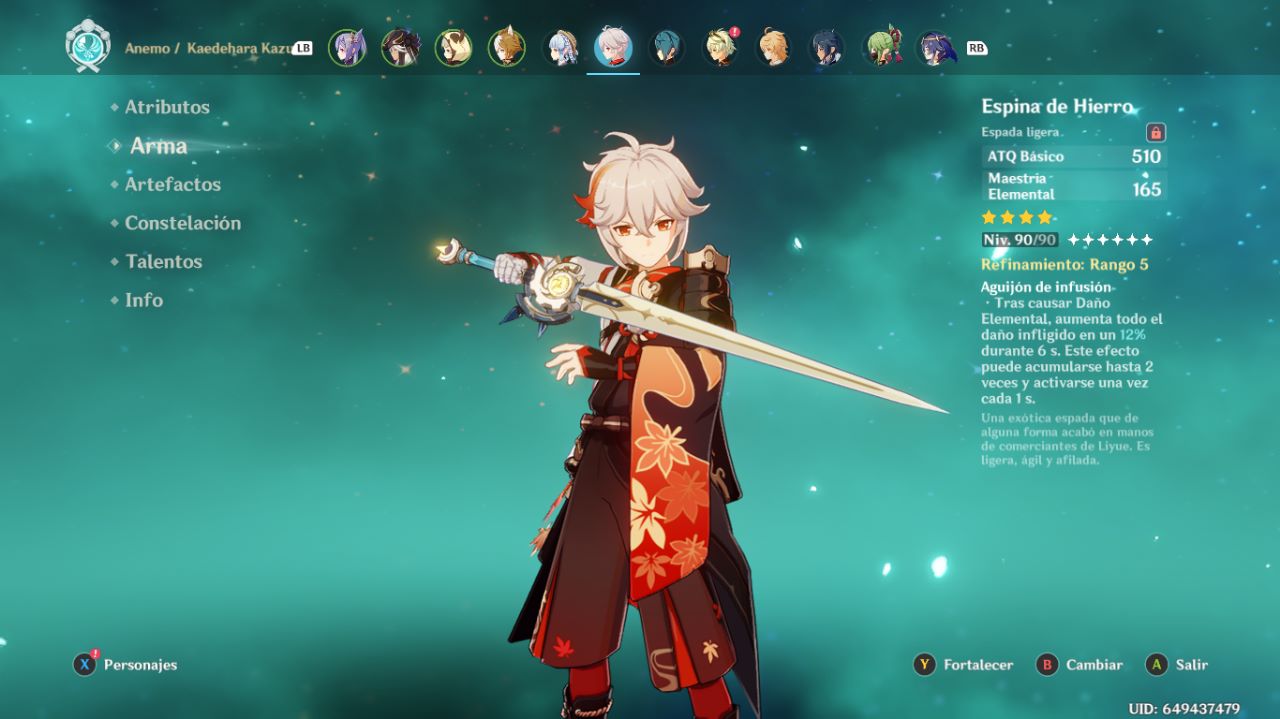 Anemo / Kaedehara Kazu
LB
RB
Atributos
Arma
Artefactos
Constelación
Talentos
Info
Espina de Hierro
Espada ligera
ATQ Básico 510
Maestría
Elemental 165
Niv. 90/90
Refinamiento: Rango 5
Aguijón de infusión
· Tras causar Daño
Elemental, aumenta todo el
daño infligido en un 12%
durante 6 s. Este efecto
puede acumularse hasta 2
veces y activarse una vez
cada 1 s.
Una exótica espada que de
alguna forma acabó en manos
de comerciantes de Liyue. Es
ligera, ágil y afilada.
X Personajes
Y Fortalecer B Cambiar A Salir
UID: 649437479